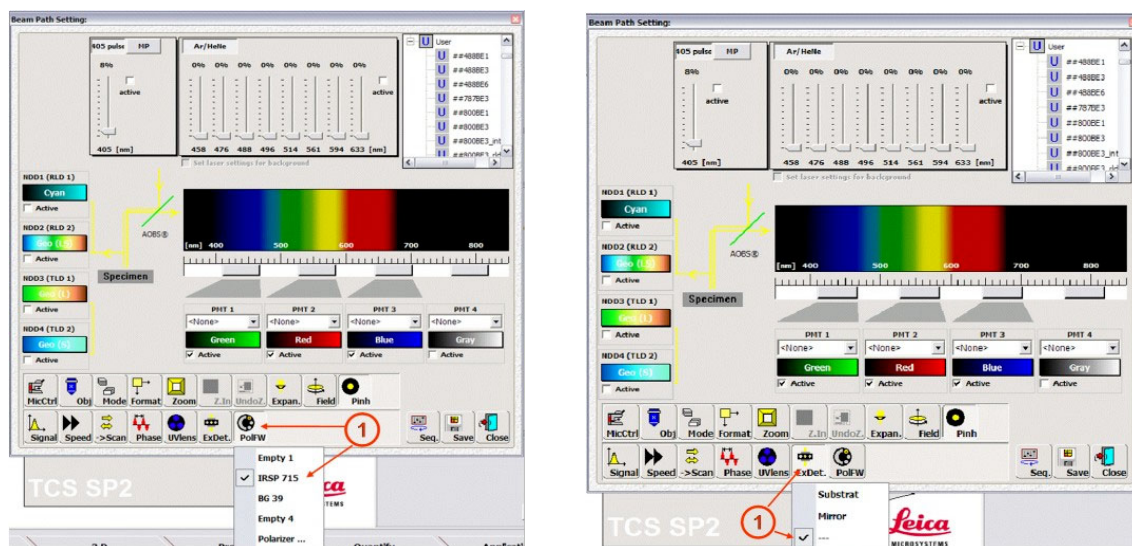 Beam Path Setting:
405 pulse MP
Ar/HeNe
8%
active
0% 0% 0% 0% 0% 0% 0% 0%
active
405 [nm]
458 476 488 496 514 561 594 633 [nm]
Set laser settings for background
User
##488BE1
##488BE3
##488BE6
##787BE3
##800BE1
##800BE3
##800BE3_int
NDD1 (RLD 1)
Cyan
Active
NDD2 (RLD 2)
Geo (LS)
Active
NDD3 (TLD 1)
Geo (L)
Active
NDD4 (TLD 2)
Geo (S)
Active
AOBS®
Specimen
[nm] 400 500 600 700 800
PMT 1 PMT 2 PMT 3 PMT 4
<None> <None> <None> <None>
Green Red Blue Gray
Active Active Active Active
MicCtrl Obj Mode Format Zoom Z.In UndoZ. Expan. Field Pinh
Signal Speed ->Scan Phase UVlens ExDet. PolFW Seq. Save Close
1
Empty 1
IRSP 715
BG 39
Empty 4
Polarizer ...
TCS SP2
Beam Path Setting:
405 pulse MP
Ar/HeNe
8%
active
0% 0% 0% 0% 0% 0% 0% 0%
active
405 [nm]
458 476 488 496 514 561 594 633 [nm]
Set laser settings for background
User
##488BE1
##488BE3
##488BE6
##787BE3
##800BE1
##800BE3
##800BE3_int
NDD1 (RLD 1)
Cyan
Active
NDD2 (RLD 2)
Geo (LS)
Active
NDD3 (TLD 1)
Geo (L)
Active
NDD4 (TLD 2)
Geo (S)
Active
AOBS®
Specimen
[nm] 400 500 600 700 800
PMT 1 PMT 2 PMT 3 PMT 4
<None> <None> <None> <None>
Green Red Blue Gray
Active Active Active Active
MicCtrl Obj Mode Format Zoom Z.In UndoZ. Expan. Field Pinh
Signal Speed ->Scan Phase UVlens ExDet. PolFW Seq. Save Close
1
Substrat
Mirror
---
TCS SP2
Leica
MICROSYSTEMS